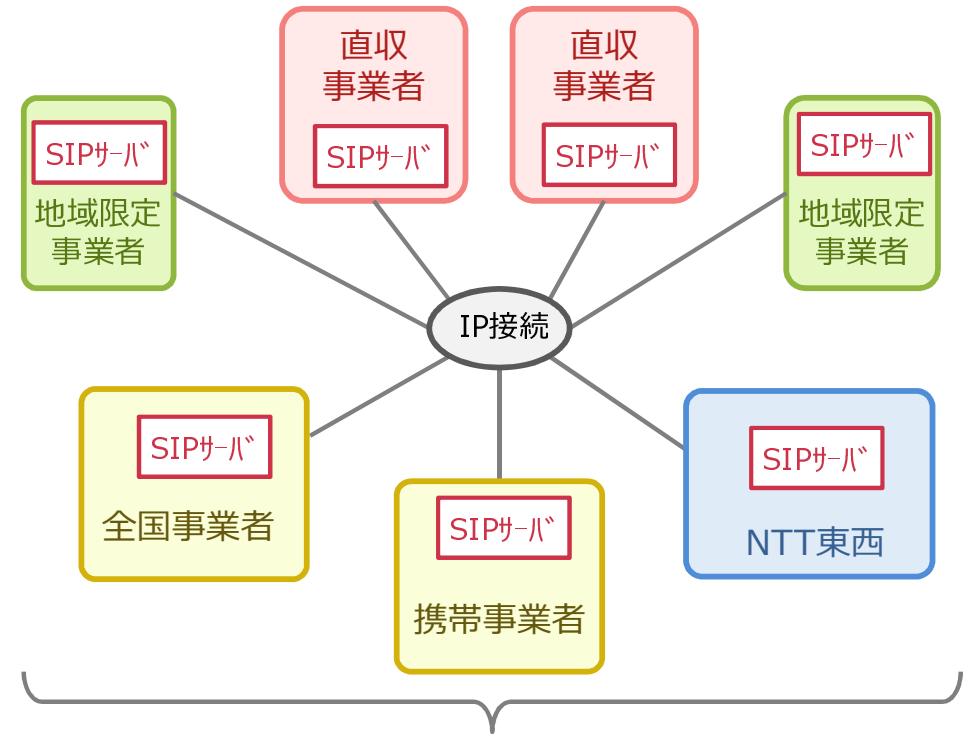 直収
事業者
SIPｻｰﾊﾞ
直収
事業者
SIPｻｰﾊﾞ
SIPｻｰﾊﾞ
地域限定
事業者
SIPｻｰﾊﾞ
地域限定
事業者
IP接続
SIPｻｰﾊﾞ
全国事業者
SIPｻｰﾊﾞ
携帯事業者
SIPｻｰﾊﾞ
NTT東西